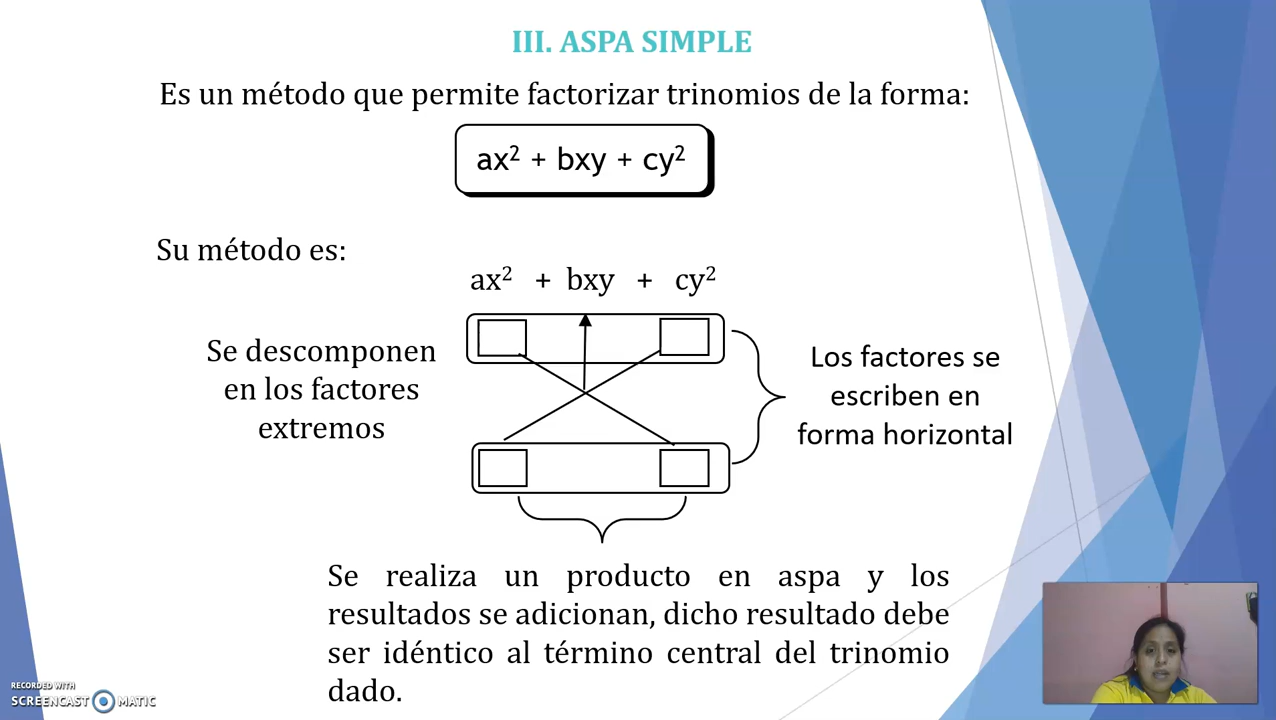 III. ASPA SIMPLE
Es un método que permite factorizar trinomios de la forma:
ax² + bxy + cy²
Su método es:
ax² + bxy + cy²
Se descomponen
en los factores
extremos
Los factores se
escriben en
forma horizontal
Se realiza un producto en aspa y los
resultados se adicionan, dicho resultado debe
ser idéntico al término central del trinomio
dado.
RECORDED WITH
SCREENCAST MATIC